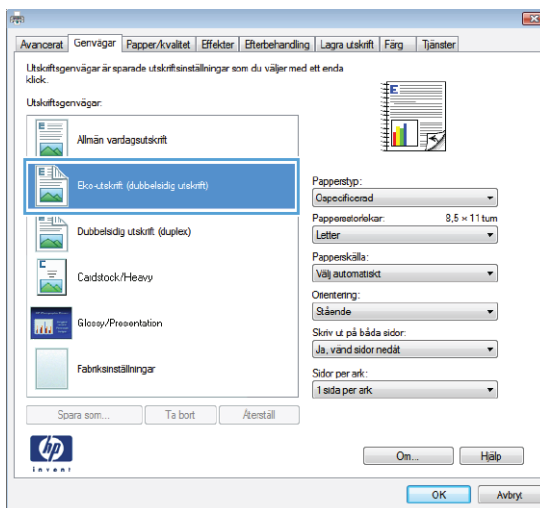 Avancerat Genvägar Papper/kvalitet Effekter Efterbehandling Lagra utskrift Färg Tjänster
Utskriftsgenvägar är sparade utskriftsinställningar som du väljer med ett enda
klick.
Utskriftsgenvägar:
Allmän vardagsutskrift
Eko-utskrift (dubbelsidig utskrift)
Dubbelsidig utskrift (duplex)
Cardstock/Heavy
Glossy/Presentation
Fabriksinställningar
Spara som... Ta bort Återställ
Papperstyp:
Ospecificerad
Pappersstorlekar: 8,5 × 11 tum
Letter
Papperskälla:
Välj automatiskt
Orientering:
Stående
Skriv ut på båda sidor:
Ja, vänd sidor nedåt
Sidor per ark:
1 sida per ark
hp
invent
Om... Hjälp
OK Avbryt